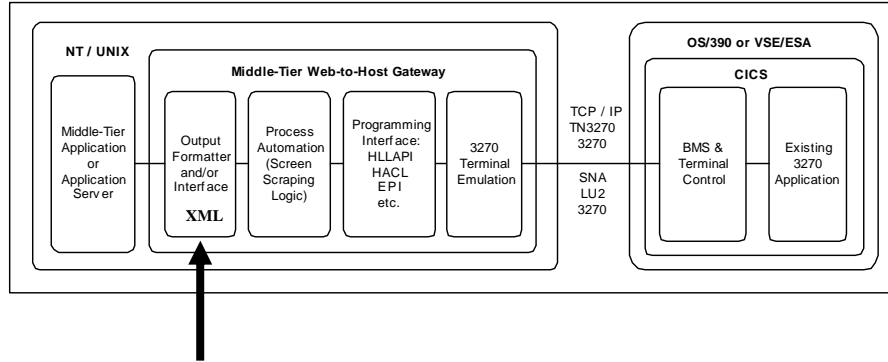 NT / UNIX
Middle-Tier Web-to-Host Gateway
Middle-Tier
Application
or
Application
Server
Output
Formatter
and/or
Interface
XML
Process
Automation
(Screen
Scraping
Logic)
Programming
Interface:
HLLAPI
HACL
EPI
etc.
3270
Terminal
Emulation
TCP / IP
TN3270
3270
SNA
LU2
3270
OS/390 or VSE/ESA
CICS
BMS &
Terminal
Control
Existing
3270
Application